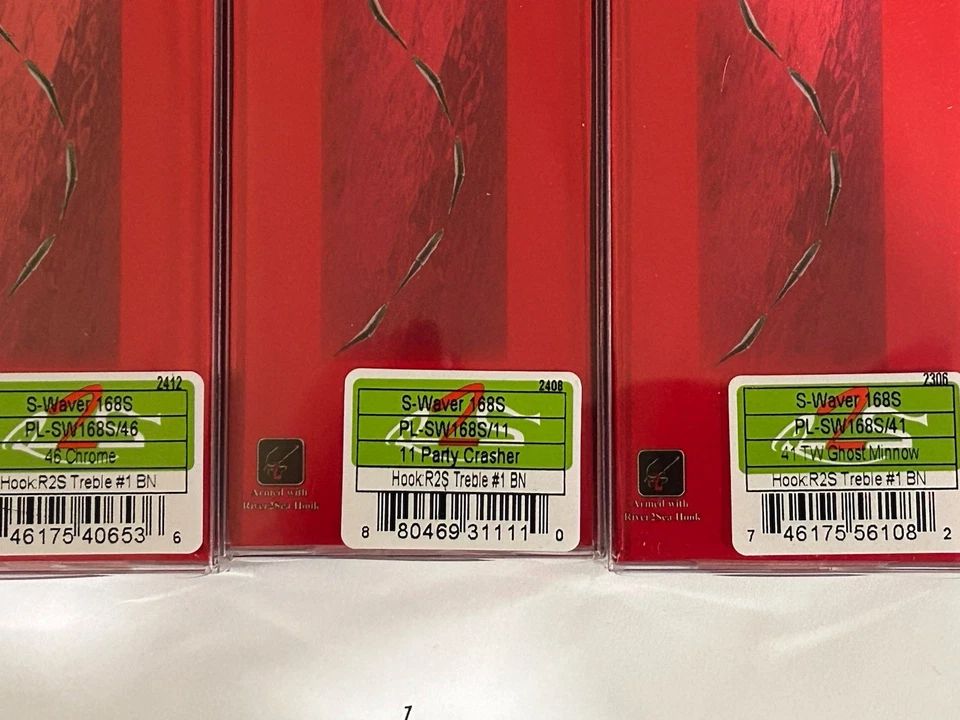 2412
S-Waver 168S
PL-SW168S/46
46 Chrome
Hook:R2S Treble #1 BN
46175 40653 6
2408
S-Waver 168S
PL-SW168S/11
11 Party Crasher
Hook:R2S Treble #1 BN
8 80469 31111 0
Armed with
River2Sea Hook
2306
S-Waver 168S
PL-SW168S/41
41 TW Ghost Minnow
Hook:R2S Treble #1 BN
7 46175 56108 2
Armed with
River2Sea Hook
1